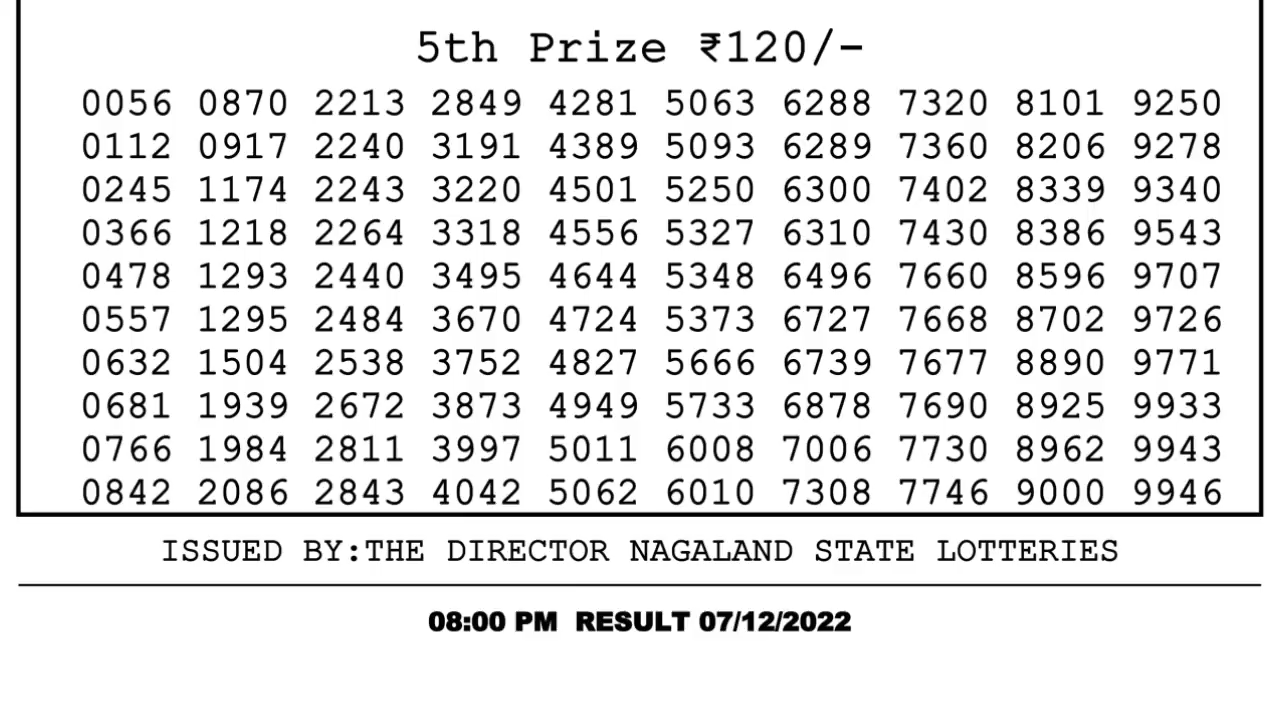 5th Prize ₹120/-
0056 0870 2213 2849 4281 5063 6288 7320 8101 9250
0112 0917 2240 3191 4389 5093 6289 7360 8206 9278
0245 1174 2243 3220 4501 5250 6300 7402 8339 9340
0366 1218 2264 3318 4556 5327 6310 7430 8386 9543
0478 1293 2440 3495 4644 5348 6496 7660 8596 9707
0557 1295 2484 3670 4724 5373 6727 7668 8702 9726
0632 1504 2538 3752 4827 5666 6739 7677 8890 9771
0681 1939 2672 3873 4949 5733 6878 7690 8925 9933
0766 1984 2811 3997 5011 6008 7006 7730 8962 9943
0842 2086 2843 4042 5062 6010 7308 7746 9000 9946
ISSUED BY:THE DIRECTOR NAGALAND STATE LOTTERIES
08:00 PM RESULT 07/12/2022